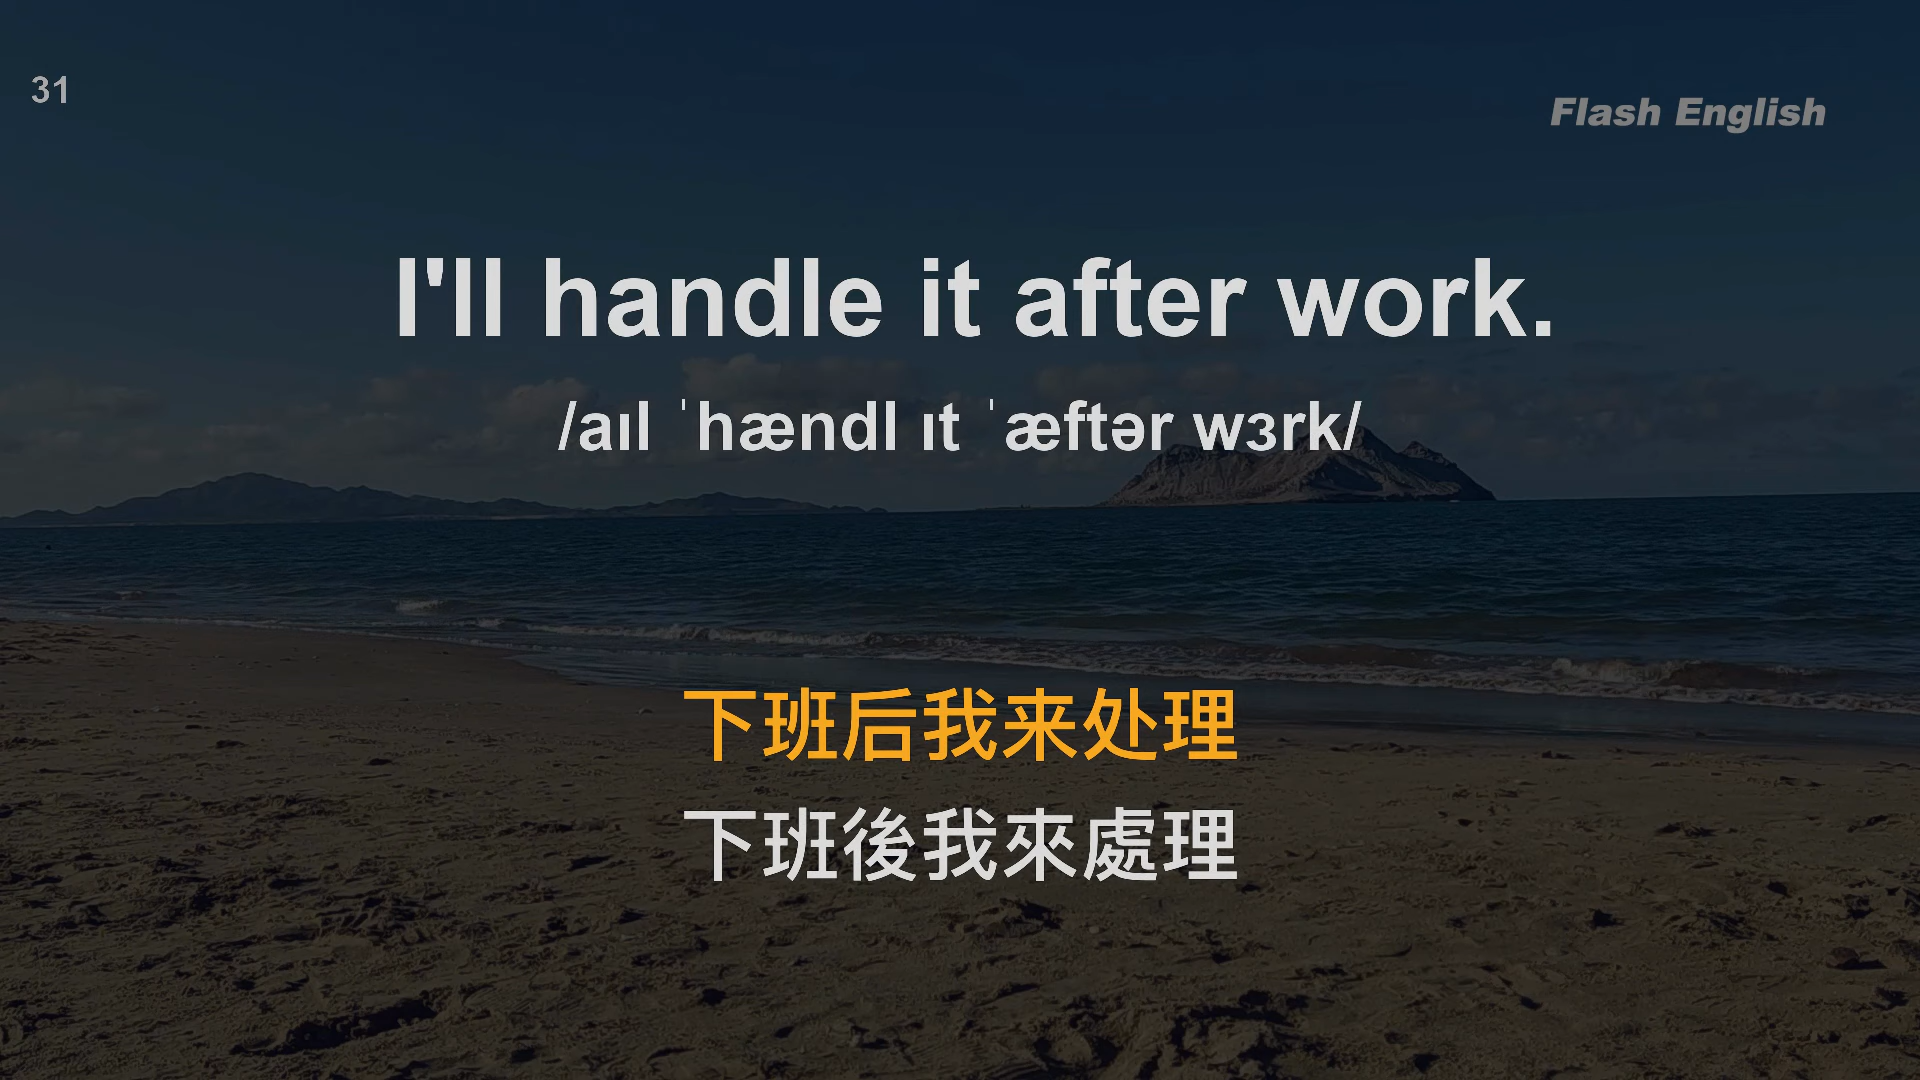 31
Flash English
I'll handle it after work.
/aɪl ˈhændl ɪt ˈæftər wɜrk/
下班后我来处理
下班後我來處理